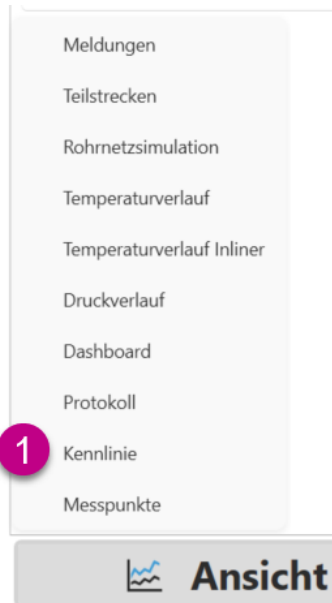 Meldungen
Teilstrecken
Rohrnetzsimulation
Temperaturverlauf
Temperaturverlauf Inliner
Druckverlauf
Dashboard
Protokoll
1 Kennlinie
Messpunkte
Ansicht